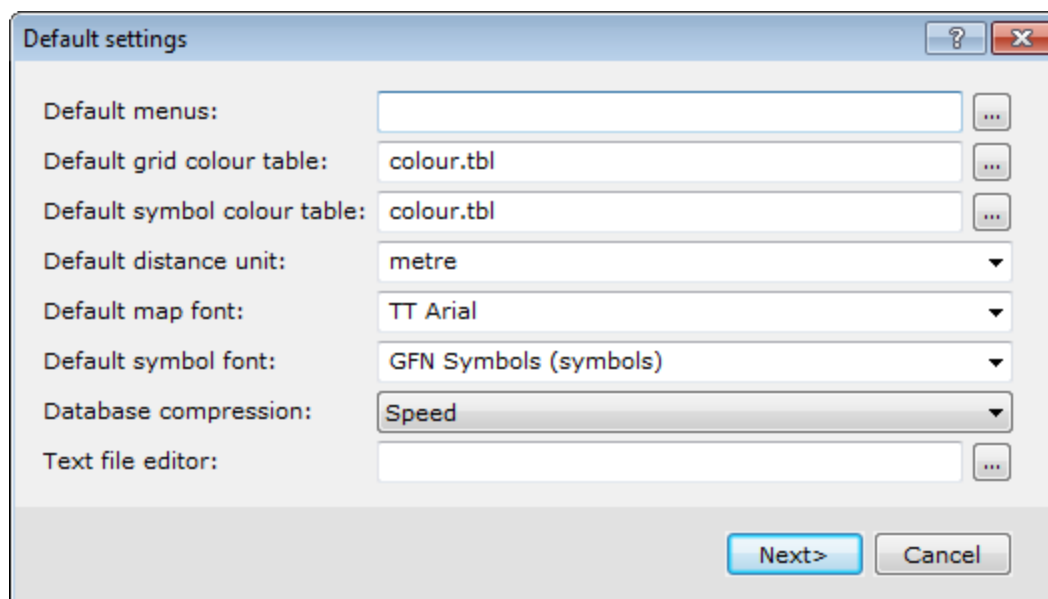 Default settings
Default menus: ...
Default grid colour table: colour.tbl ...
Default symbol colour table: colour.tbl ...
Default distance unit: metre
Default map font: TT Arial
Default symbol font: GFN Symbols (symbols)
Database compression: Speed
Text file editor: ...
Next> Cancel